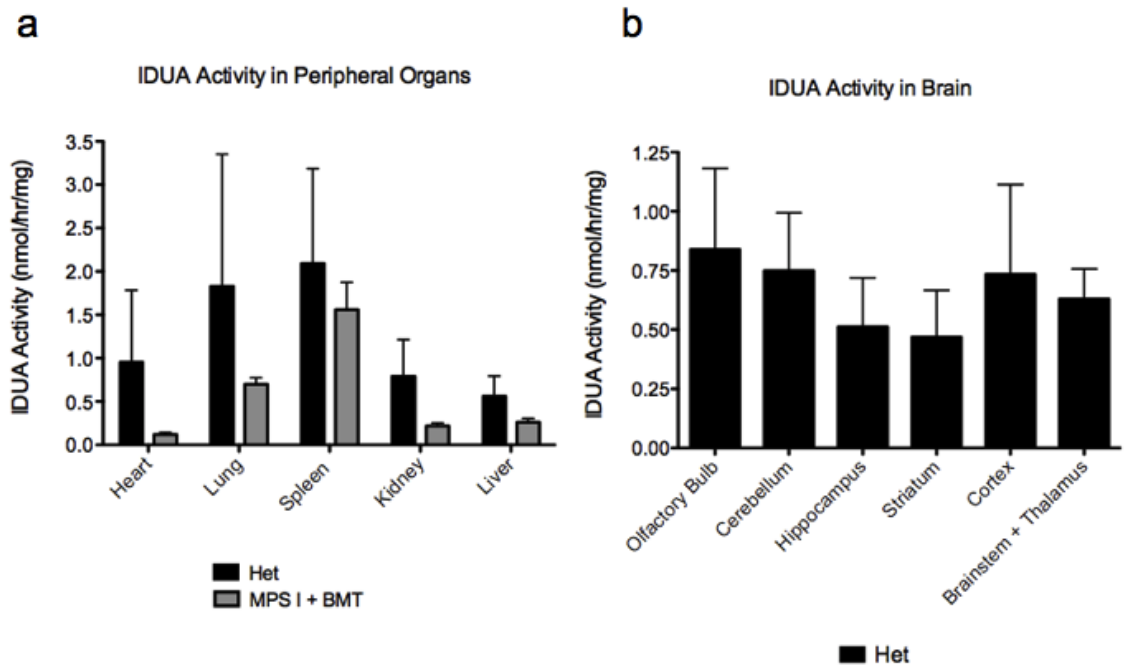 a
IDUA Activity in Peripheral Organs
IDUA Activity (nmol/hr/mg)
3.5
3.0
2.5
2.0
1.5
1.0
0.5
0.0
Heart
Lung
Spleen
Kidney
Liver
Het
MPS I + BMT
b
IDUA Activity in Brain
IDUA Activity (nmol/hr/mg)
1.25
1.00
0.75
0.50
0.25
0.00
Olfactory Bulb
Cerebellum
Hippocampus
Striatum
Cortex
Brainstem + Thalamus
Het